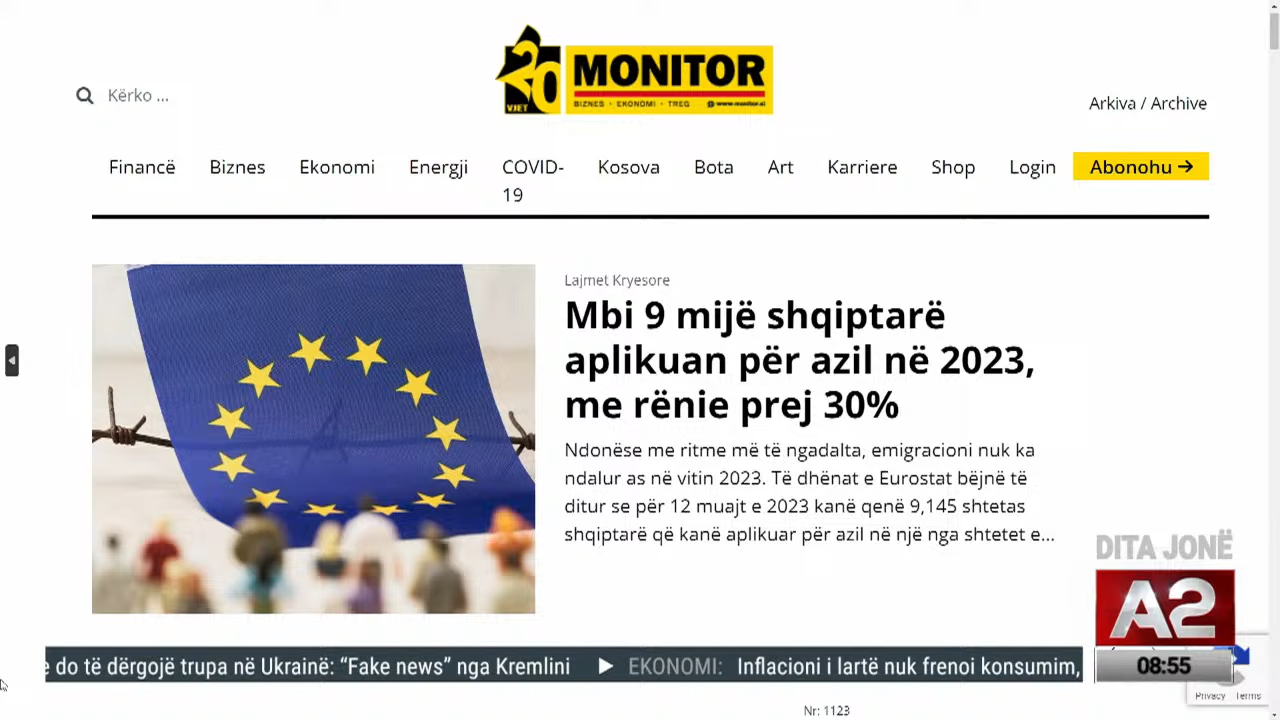 20
VJET
MONITOR
BIZNES • EKONOMI • TREG
www.monitor.al
Kërko ...
Arkiva / Archive
Financë
Biznes
Ekonomi
Energji
COVID-
19
Kosova
Bota
Art
Karriere
Shop
Login
Abonohu →
Lajmet Kryesore
Mbi 9 mijë shqiptarë
aplikuan për azil në 2023,
me rënie prej 30%
Ndonëse me ritme më të ngadalta, emigracioni nuk ka
ndalur as në vitin 2023. Të dhënat e Eurostat bëjnë të
ditur se për 12 muajt e 2023 kanë qenë 9,145 shtetas
shqiptarë që kanë aplikuar për azil në një nga shtetet e...
DITA JONË
A2
08:55
e do të dërgojë trupa në Ukrainë: “Fake news” nga Kremlini ▶ EKONOMI: Inflacioni i lartë nuk frenoi konsumim,
Privacy Terms
Nr: 1123